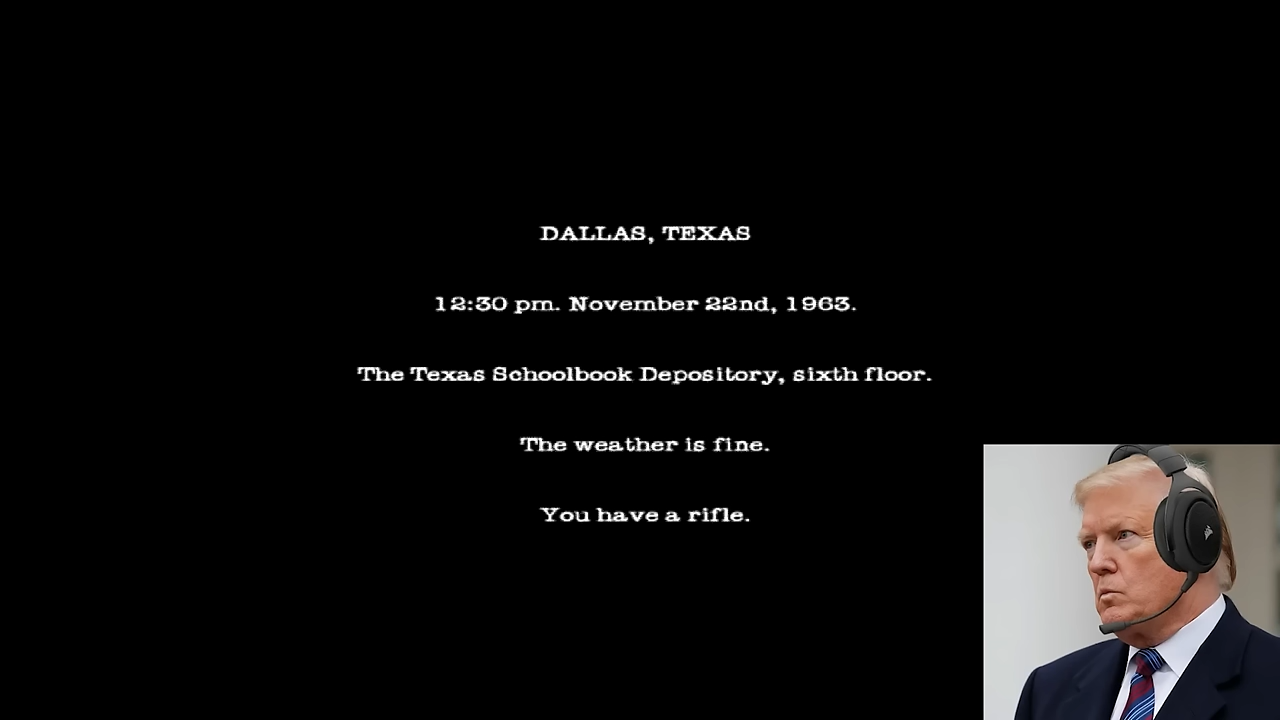 DALLAS, TEXAS
12:30 pm. November 22nd, 1963.
The Texas Schoolbook Depository, sixth floor.
The weather is fine.
You have a rifle.